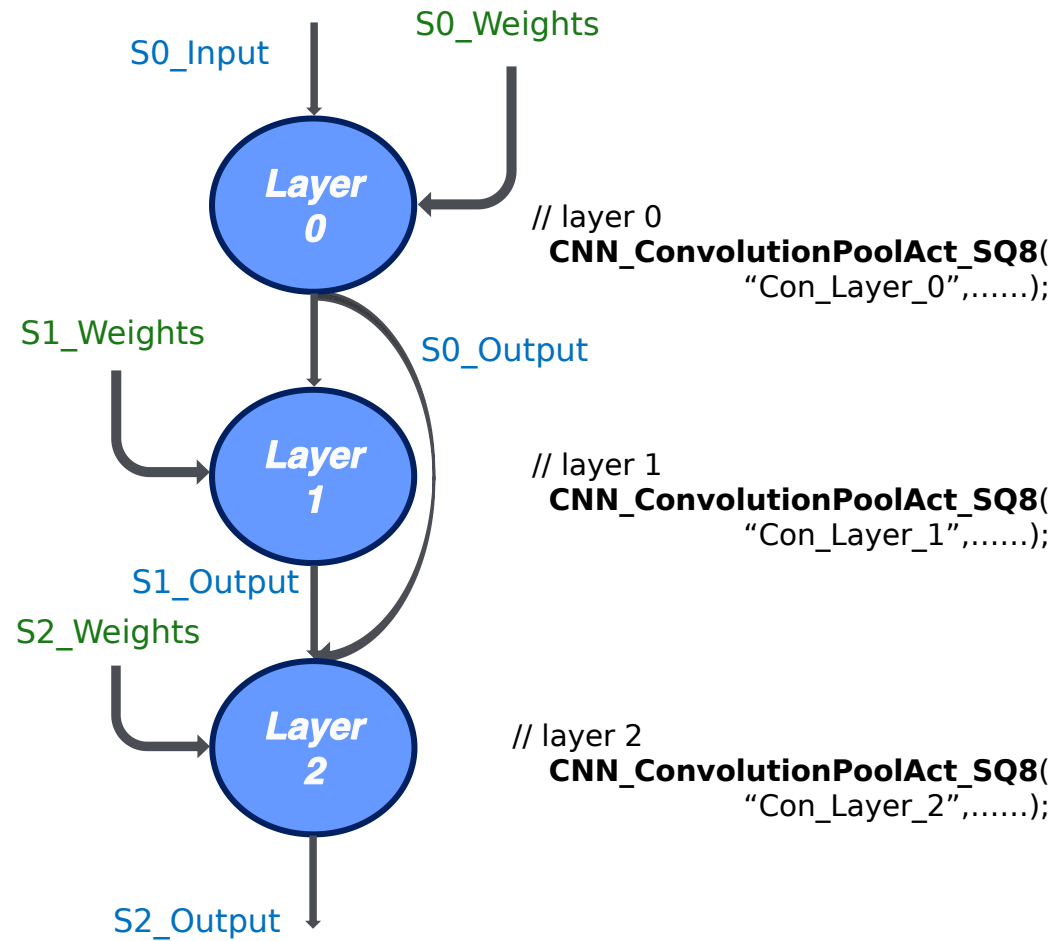 S0_Weights
S0_Input
Layer
0
// layer 0
CNN_ConvolutionPoolAct_SQ8(
“Con_Layer_0”,......);
S1_Weights
S0_Output
Layer
1
// layer 1
CNN_ConvolutionPoolAct_SQ8(
“Con_Layer_1”,......);
S1_Output
S2_Weights
Layer
2
// layer 2
CNN_ConvolutionPoolAct_SQ8(
“Con_Layer_2”,......);
S2_Output